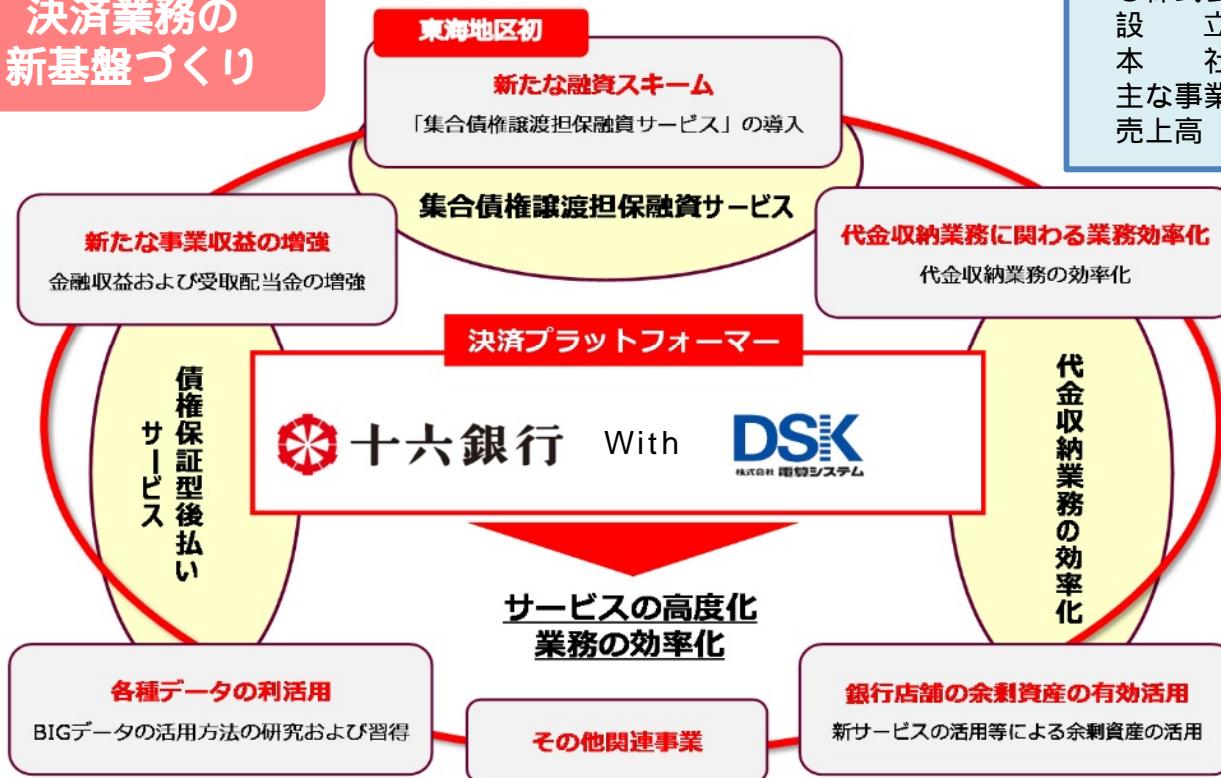 決済業務の
新基盤づくり
設 立
本 社
主な事業
売上高
東海地区初
新たな融資スキーム
「集合債権譲渡担保融資サービス」の導入
集合債権譲渡担保融資サービス
新たな事業収益の増強
金融収益および受取配当金の増強
代金収納業務に関わる業務効率化
代金収納業務の効率化
決済プラットフォーマー
債権保証型後払い
サービス
十六銀行 With DSK
株式会社 電算システム
代金収納業務の効率化
サービスの高度化
業務の効率化
各種データの利活用
BIGデータの活用方法の研究および習得
その他関連事業
銀行店舗の余剰資産の有効活用
新サービスの活用等による余剰資産の活用